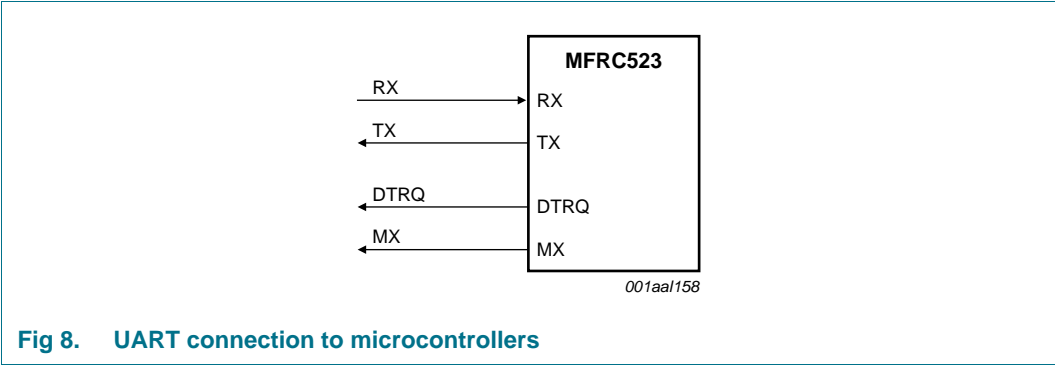 MFRC523
RX
RX
TX
TX
DTRQ
DTRQ
MX
MX
001aal158
Fig 8. UART connection to microcontrollers